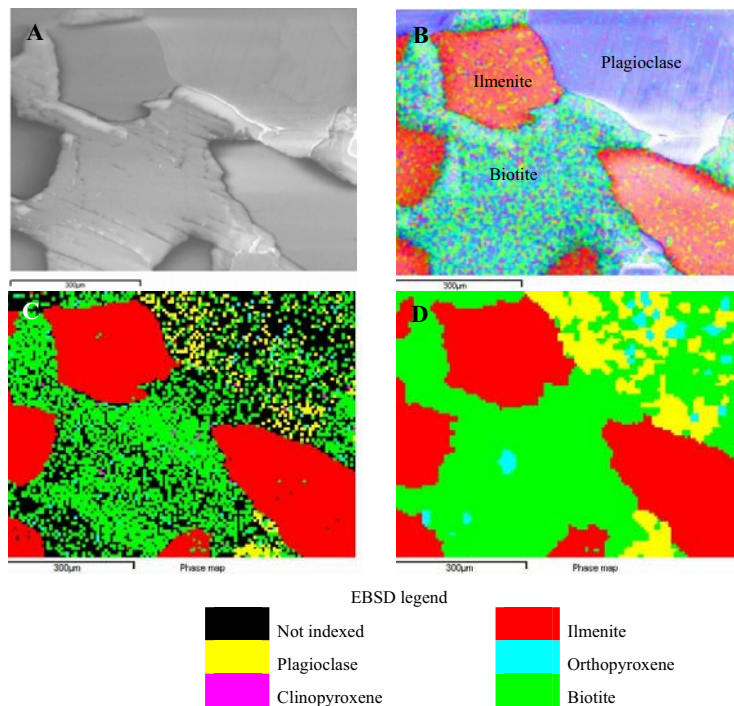 A
B
Ilmenite
Plagioclase
Biotite
300µm
300µm
C
D
300µm Phase map
300µm Phase map
EBSD legend
Not indexed
Ilmenite
Plagioclase
Orthopyroxene
Clinopyroxene
Biotite